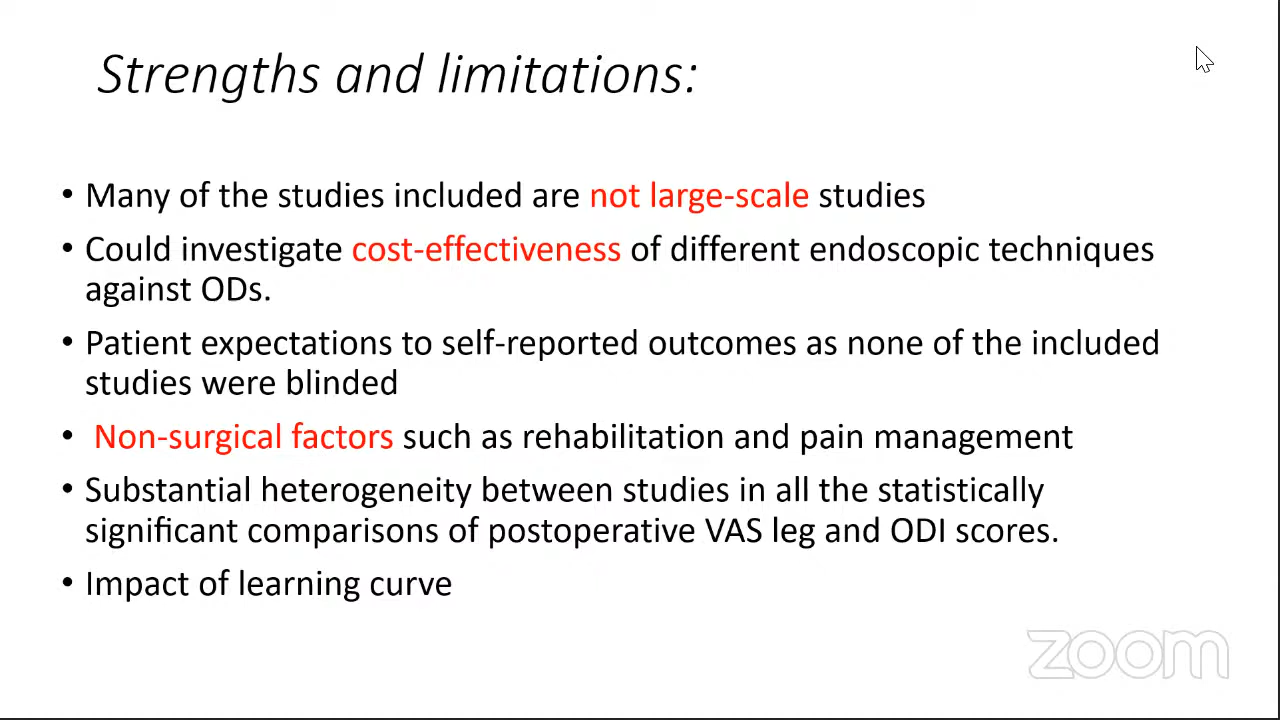 Strengths and limitations:
• Many of the studies included are not large-scale studies
• Could investigate cost-effectiveness of different endoscopic techniques
against ODs.
• Patient expectations to self-reported outcomes as none of the included
studies were blinded
• Non-surgical factors such as rehabilitation and pain management
• Substantial heterogeneity between studies in all the statistically
significant comparisons of postoperative VAS leg and ODI scores.
• Impact of learning curve
zoom